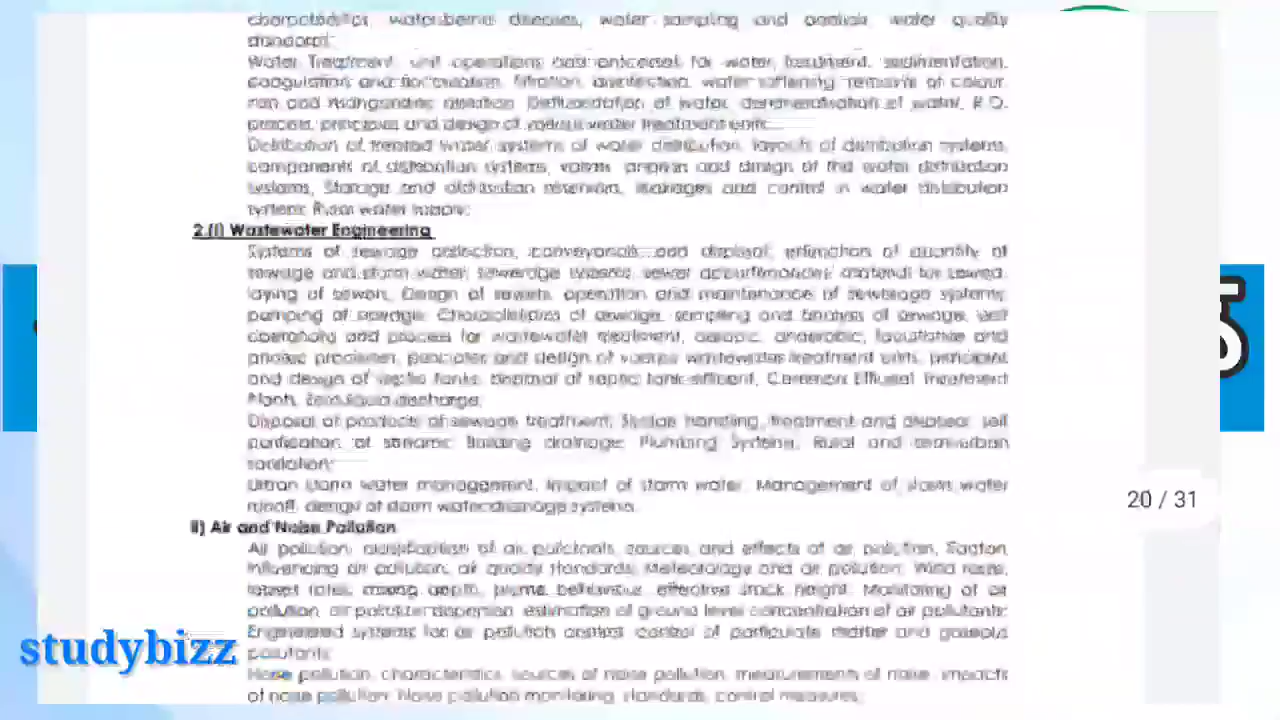 characteristics, water-borne diseases, water sampling and analysis, water quality
standard;
Water Treatment, unit operations and processes for water treatment, sedimentation,
coagulation and flocculation, filtration, disinfection, water softening, removal of colour,
iron and manganese, aeration, Defluoridation of water, demineralisation of water, R.O.
process, principles and design of various water treatment units.
Distribution of treated water, systems of water distribution, layouts of distribution systems,
components of distribution systems, valves, analysis and design of the water distribution
systems, Storage and distribution reservoirs, leakages and control in water distribution
system; Rural water supply;
2.(i) Wastewater Engineering
Systems of sewage collection, conveyance and disposal, estimation of quantity of
sewage and storm water, sewerage systems, sewer appurtenances, material for sewers,
laying of sewers, Design of sewers, operation and maintenance of sewerage systems,
pumping of sewage. Characteristics of sewage, sampling and analysis of sewage, unit
operations and process for wastewater treatment, aerobic, anaerobic, facultative and
anoxic processes, principles and design of various wastewater treatment units, principles
and design of septic tanks, disposal of septic tank effluent, Common Effluent Treatment
Plants, Zero liquid discharge;
Disposal of products of sewage treatment, Sludge handling, treatment and disposal, self
purification of streams; Building drainage; Plumbing Systems, Rural and semi-urban
sanitation;
Urban storm water management, Impact of storm water, Management of storm water
runoff, design of storm water drainage systems.
ii) Air and Noise Pollution
Air pollution, classification of air pollutants, sources and effects of air pollution, Factors
influencing air pollution, air quality standards, Meteorology and air pollution, Wind rose,
lapse rates, mixing depth, plume behaviour, effective stack height, Monitoring of air
pollution, air pollutant dispersion, estimation of ground level concentration of air pollutants;
Engineered systems for air pollution control, control of particulate matter and gaseous
pollutants;
Noise pollution, characteristics, sources of noise pollution, measurements of noise, impacts
of noise pollution, Noise pollution monitoring, standards, control measures;
20 / 31
studybizz